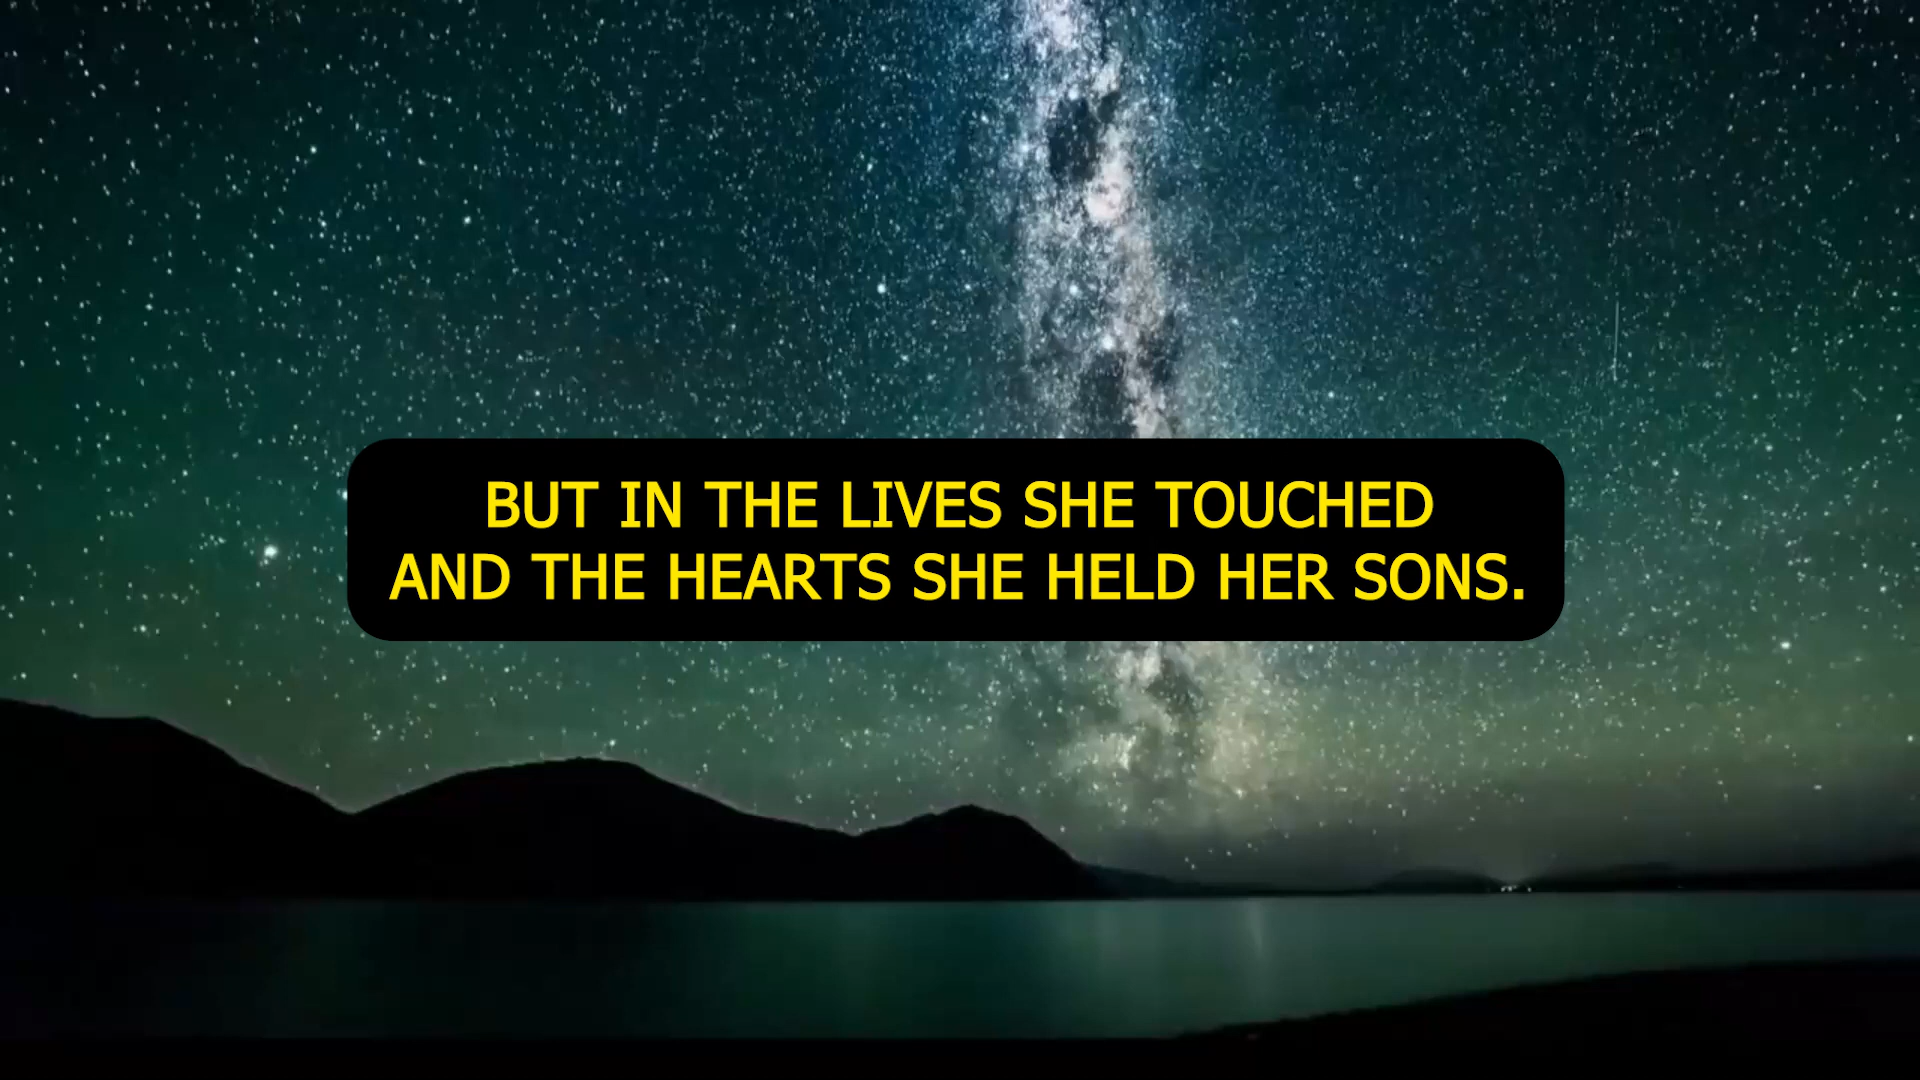 BUT IN THE LIVES SHE TOUCHED
AND THE HEARTS SHE HELD HER SONS.